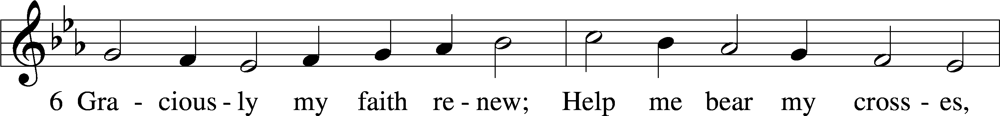 6 Gra - cious - ly my faith re - new; Help me bear my cross - es,